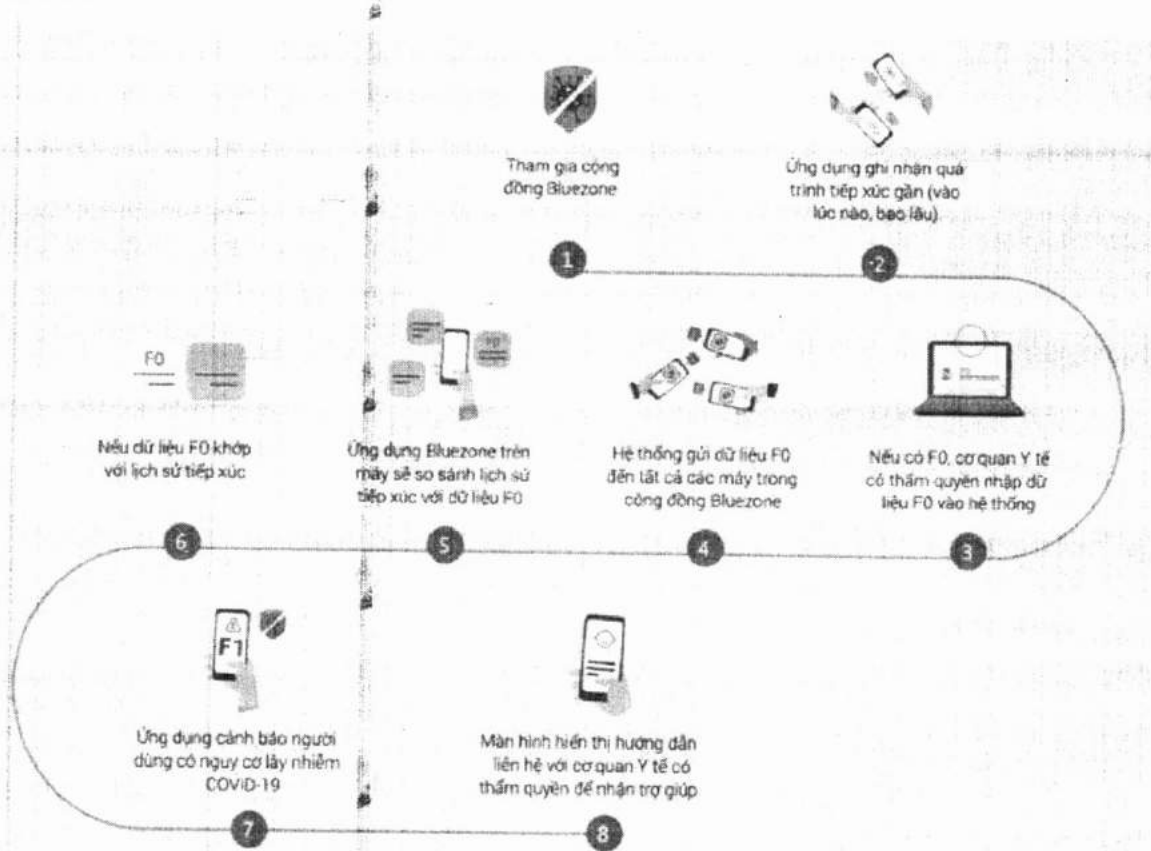 Tham gia cộng
đồng Bluezone
1
Ứng dụng ghi nhận quá
trình tiếp xúc gần (vào
lúc nào, bao lâu)
2
Nếu có F0, cơ quan Y tế
có thẩm quyền nhập dữ
liệu F0 vào hệ thống
3
Hệ thống gửi dữ liệu F0
đến tất cả các máy trong
cộng đồng Bluezone
4
F0
Ứng dụng Bluezone trên
máy sẽ so sánh lịch sử
tiếp xúc với dữ liệu F0
5
F0
Nếu dữ liệu F0 khớp
với lịch sử tiếp xúc
6
F1
Ứng dụng cảnh báo người
dùng có nguy cơ lây nhiễm
COVID-19
7
Màn hình hiển thị hướng dẫn
liên hệ với cơ quan Y tế có
thẩm quyền để nhận trợ giúp
8